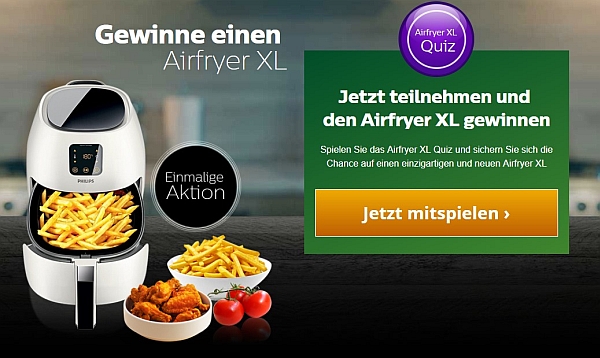 Gewinne einen
Airfryer XL
Airfryer XL
Quiz
Jetzt teilnehmen und
den Airfryer XL gewinnen
Spielen Sie das Airfryer XL Quiz und sichern Sie sich die
Chance auf einen einzigartigen und neuen Airfryer XL
Einmalige
Aktion
Jetzt mitspielen ›
180°
PHILIPS